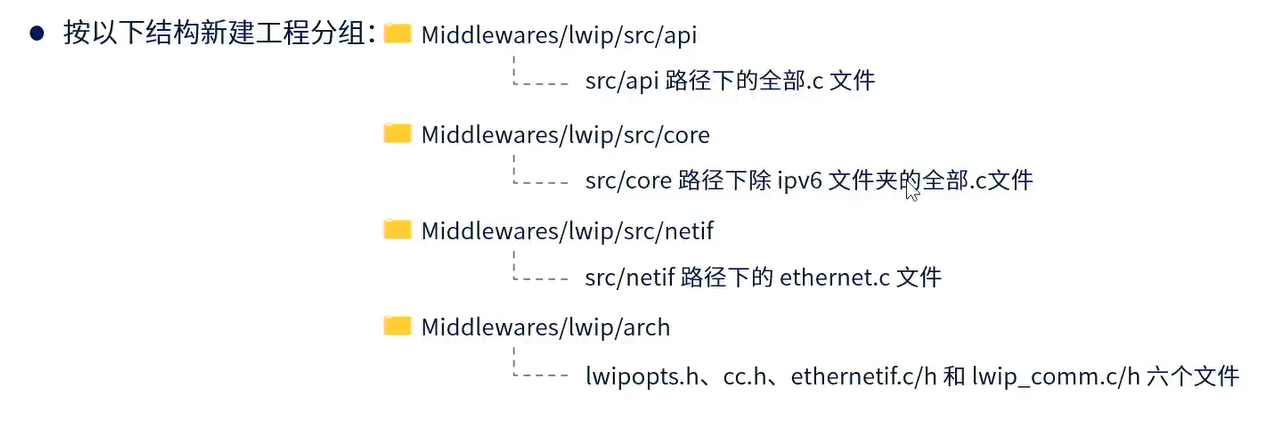 按以下结构新建工程分组：Middlewares/lwip/src/api
src/api 路径下的全部.c 文件
Middlewares/lwip/src/core
src/core 路径下除 ipv6 文件夹的全部.c文件
Middlewares/lwip/src/netif
src/netif 路径下的 ethernet.c 文件
Middlewares/lwip/arch
lwipopts.h、cc.h、ethernetif.c/h 和 lwip_comm.c/h 六个文件